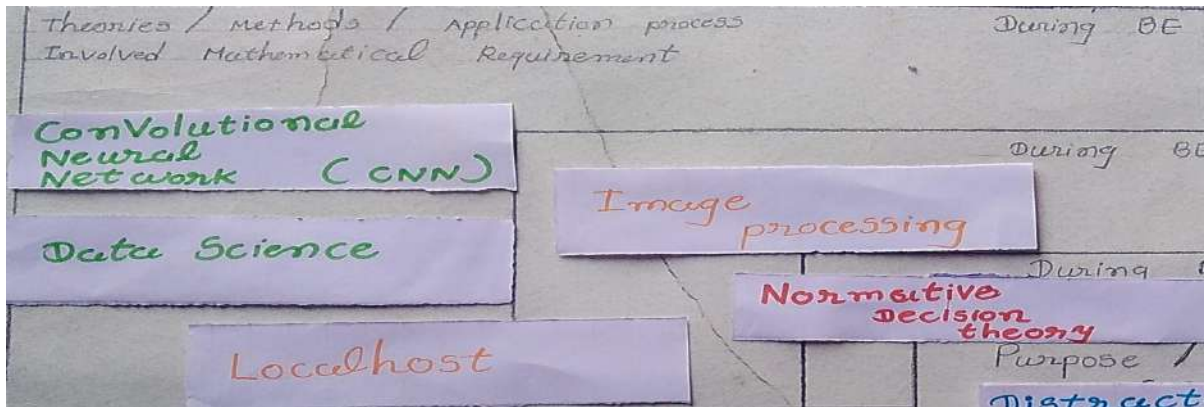 Theories / Methods / Application process
During BE
Involved Mathematical Requirement
Convolutional
Neural
Network (CNN)
During BE
Image
processing
Data Science
During
Normative
Decision
theory
Localhost
Purpose /
Distract